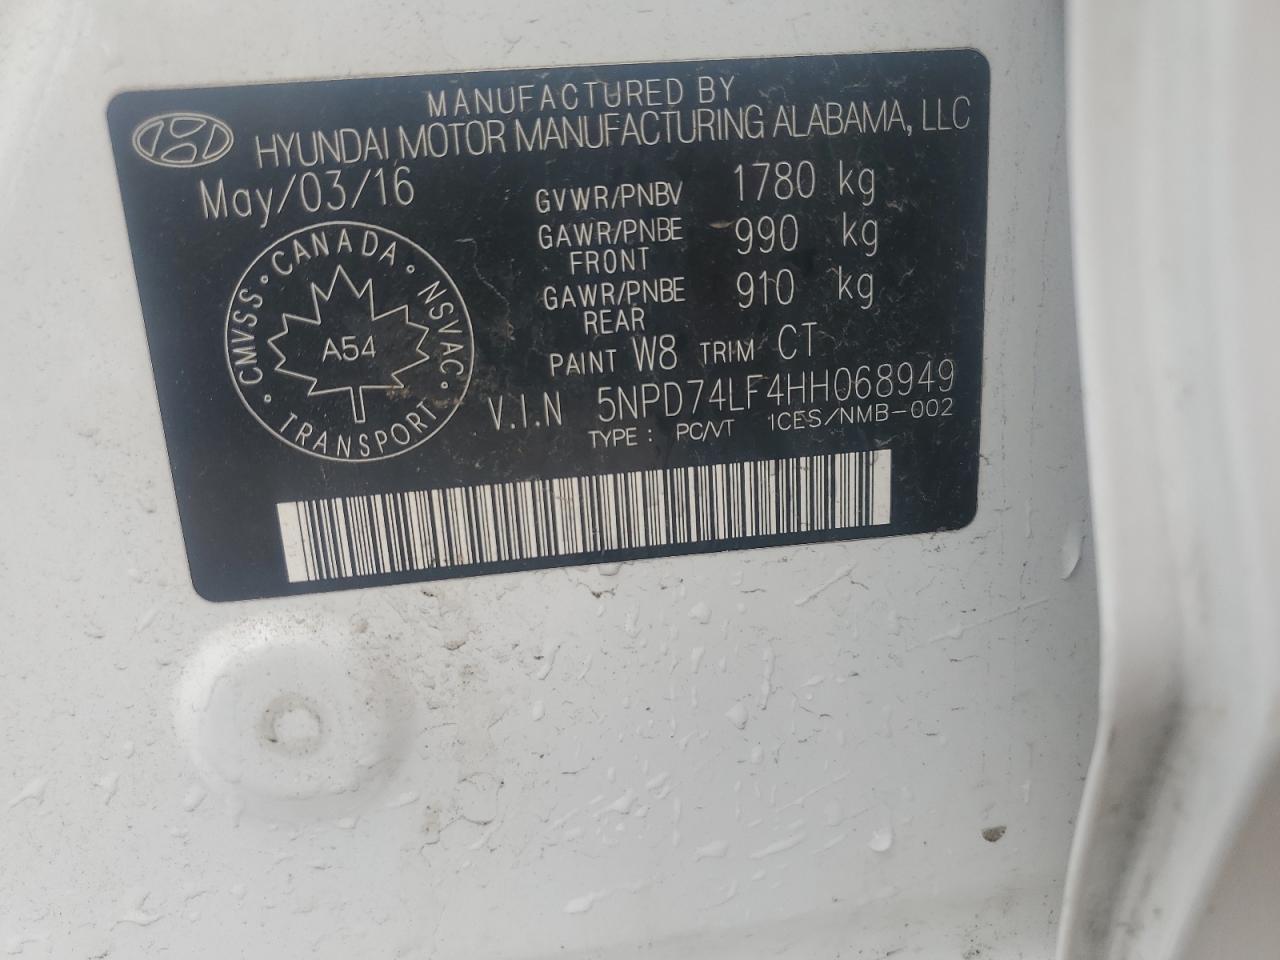 MANUFACTURED BY
HYUNDAI MOTOR MANUFACTURING ALABAMA, LLC
May/03/16
GVWR/PNBV 1780 kg
GAWR/PNBE FRONT 990 kg
GAWR/PNBE REAR 910 kg
PAINT W8 TRIM CT
V.I.N 5NPD74LF4HH068949
TYPE : PC/VT ICES/NMB-002
CMVSS · CANADA · NSVAC · TRANSPORT ·
A54